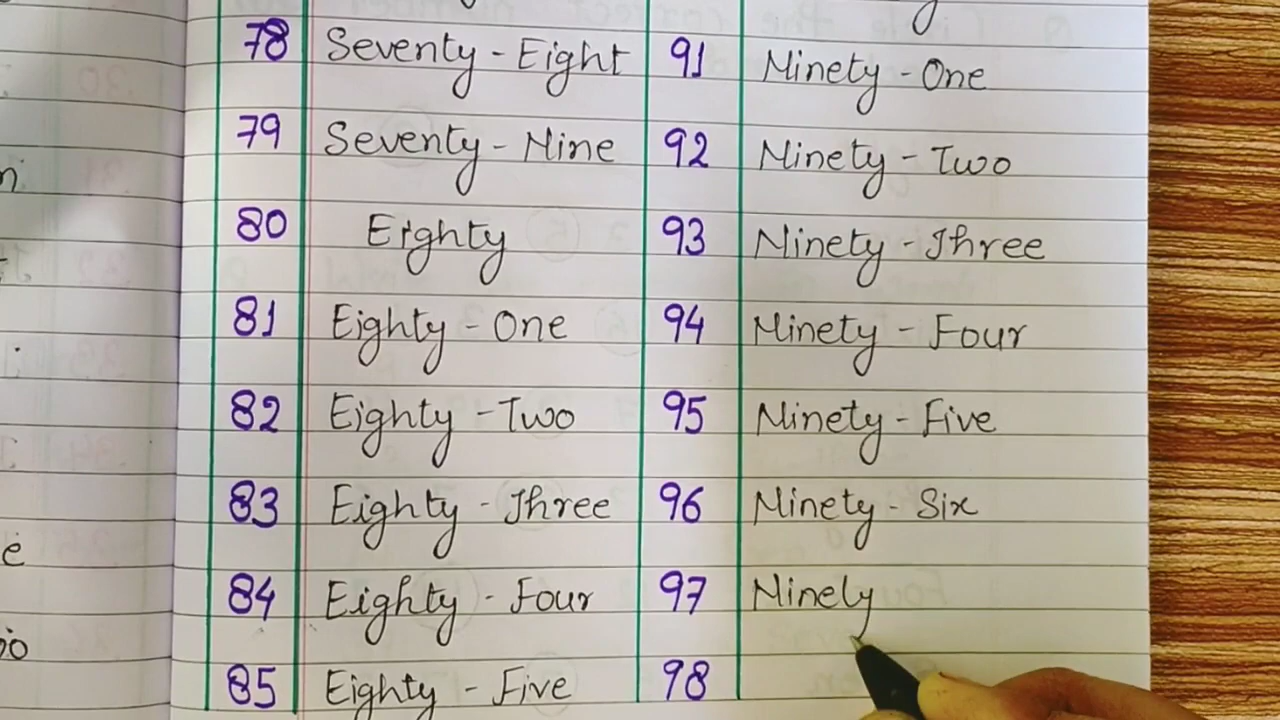 78 Seventy - Eight 91 Ninety - One
79 Seventy - Nine 92 Ninety - Two
80 Eighty 93 Ninety - Three
81 Eighty - One 94 Ninety - Four
82 Eighty - Two 95 Ninety - Five
83 Eighty - Three 96 Ninety - Six
84 Eighty - Four 97 Ninely
85 Eighty - Five 98